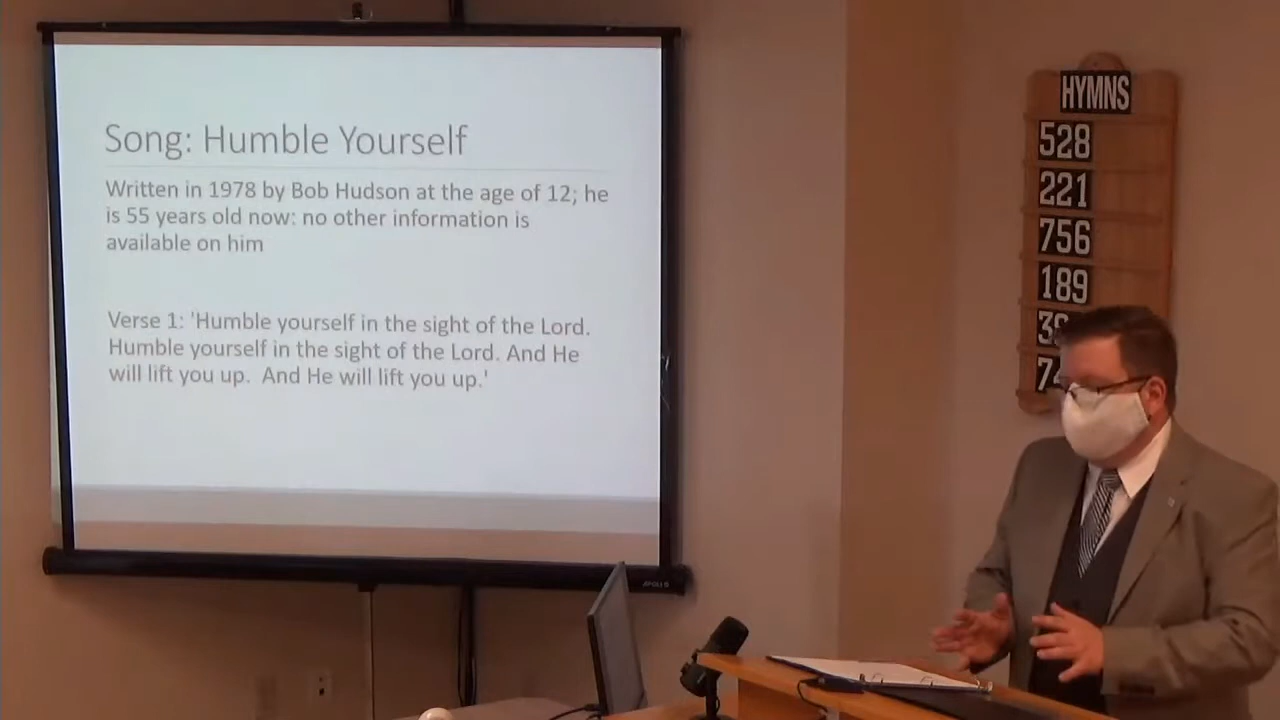 Song: Humble Yourself
Written in 1978 by Bob Hudson at the age of 12; he
is 55 years old now: no other information is
available on him
Verse 1: 'Humble yourself in the sight of the Lord.
Humble yourself in the sight of the Lord. And He
will lift you up.  And He will lift you up.'
APOLLO
HYMNS
528
221
756
189